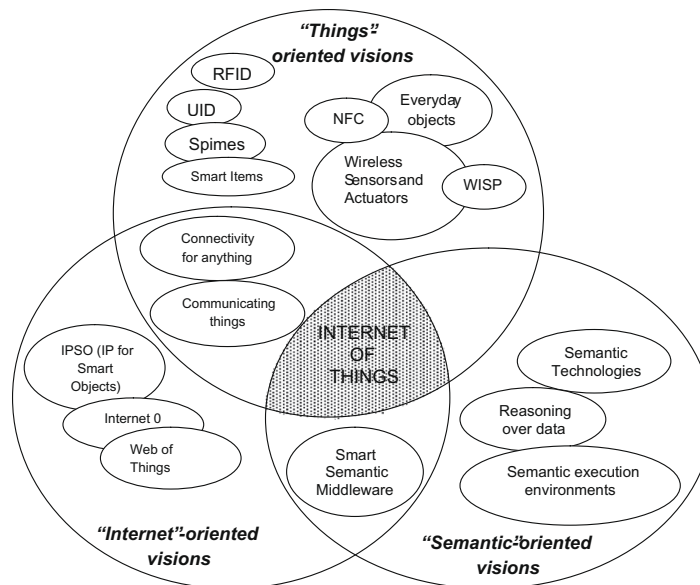 “Things”-
oriented visions
RFID
UID
Spimes
Smart Items
NFC
Everyday
objects
Wireless
Sensors and
Actuators
WISP
Connectivity
for anything
Communicating
things
INTERNET
OF
THINGS
IPSO (IP for
Smart
Objects)
Internet 0
Web of
Things
Semantic
Technologies
Reasoning
over data
Semantic execution
environments
Smart
Semantic
Middleware
“Internet”-oriented
visions
“Semantic”-oriented
visions